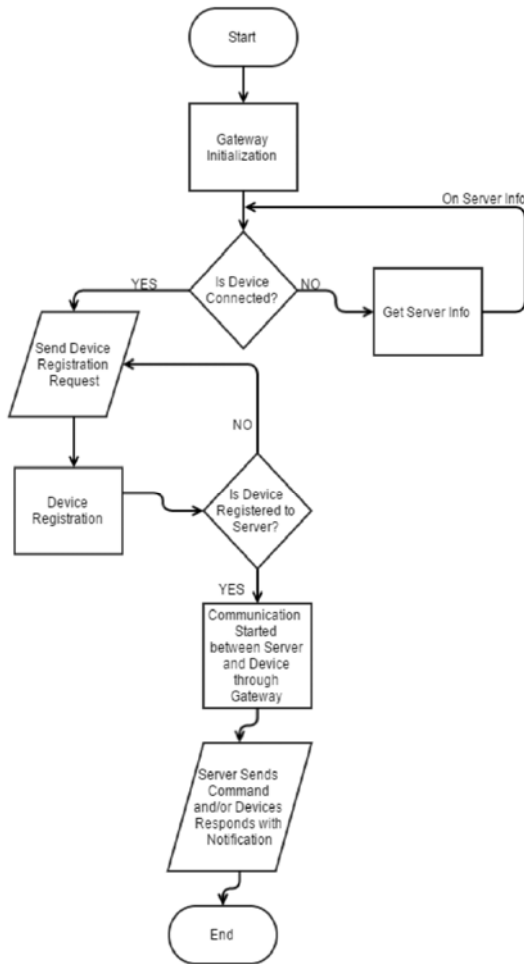 Start
Gateway
Initialization
On Server Info
Is Device
Connected?
YES
NO
Get Server Info
Send Device
Registration
Request
NO
Device
Registration
Is Device
Registered to
Server?
YES
Communication
Started
between Server
and Device
through
Gateway
Server Sends
Command
and/or Devices
Responds with
Notification
End